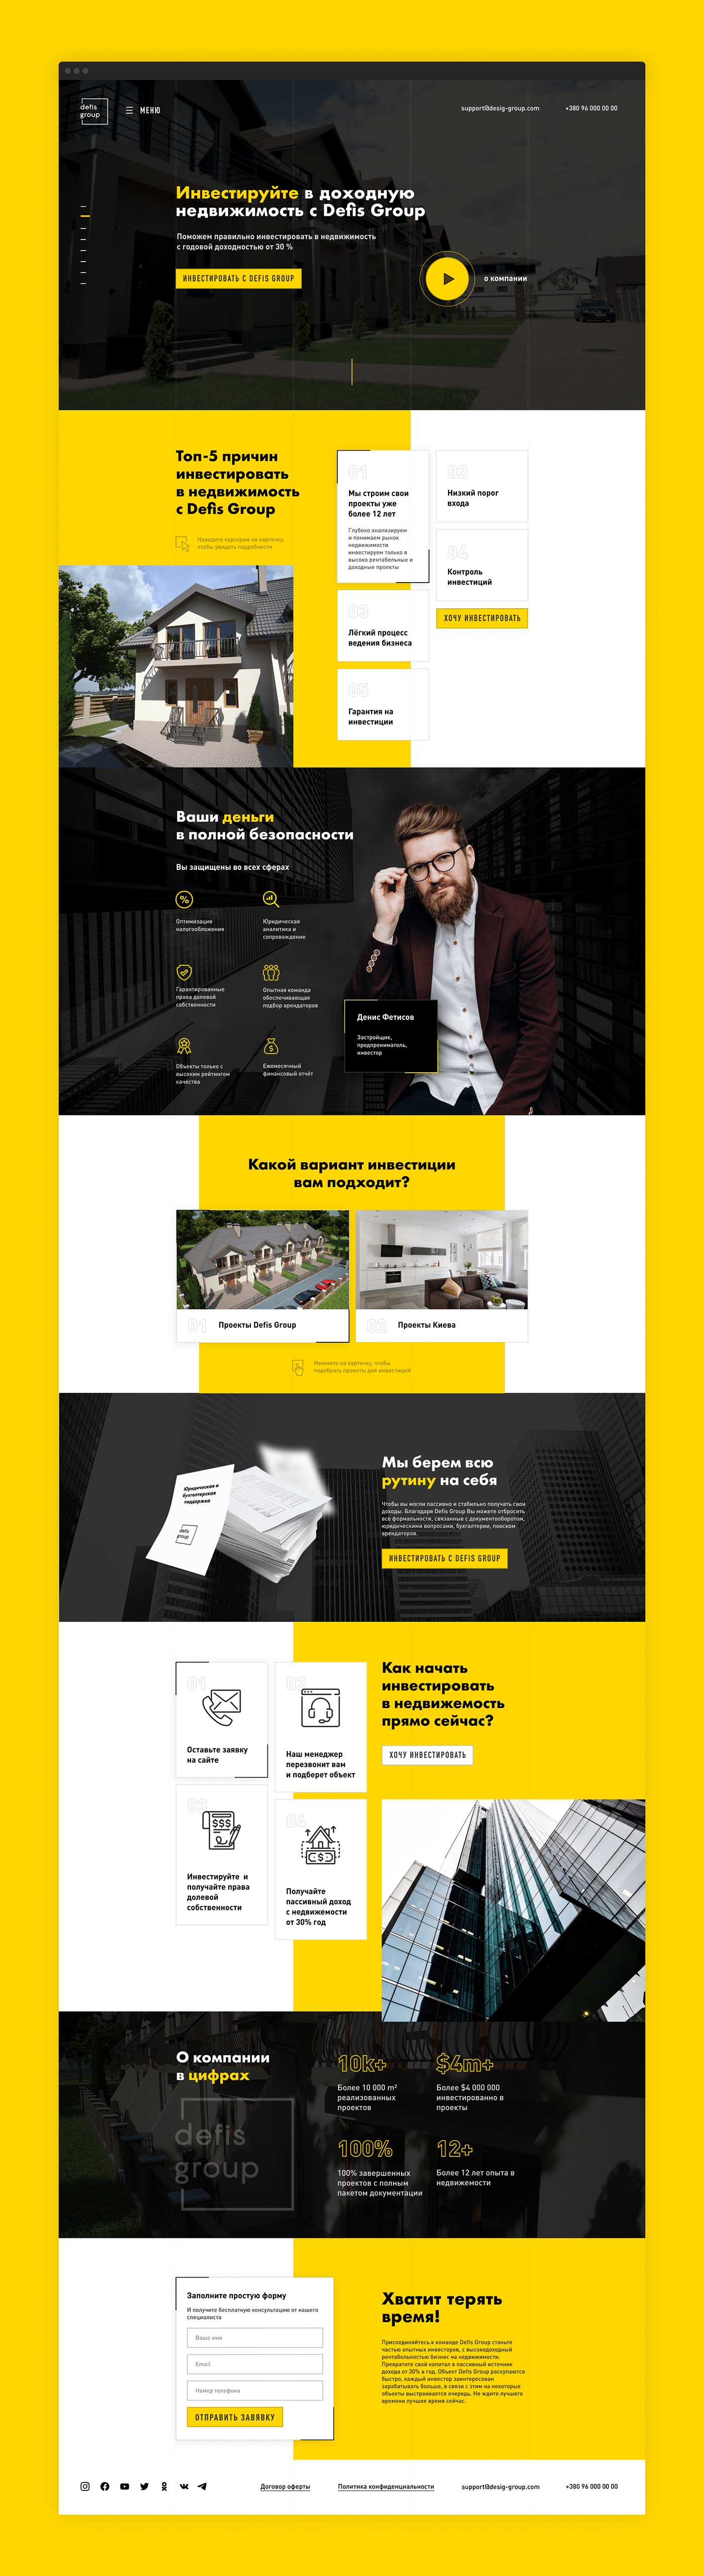 defis
group
МЕНЮ
support@desig-group.com
+380 96 000 00 00
Инвестируйте в доходную
недвижимость с Defis Group
Поможем правильно инвестировать в недвижимость
с годовой доходностью от 30 %
ИНВЕСТИРОВАТЬ С DEFIS GROUP
о компании
Топ-5 причин
инвестировать
в недвижимость
с Defis Group
Наведите курсором на карточку,
чтобы увидеть подробности
01
Мы строим свои
проекты уже
более 12 лет
Глубоко анализируем
и понимаем рынок
недвижимости
инвестируем только в
высоко рентабельные и
доходные проекты
02
Низкий порог
входа
03
Лёгкий процесс
ведения бизнеса
04
Контроль
инвестиций
ХОЧУ ИНВЕСТИРОВАТЬ
05
Гарантия на
инвестиции
Ваши деньги
в полной безопасности
Вы защищены во всех сферах
Оптимизация
налогообложения
Юридическая
аналитика и
сопровождение
Гарантированные
права долевой
собственности
Опытная команда
обеспечивающая
подбор арендаторов
Объекты только с
высоким рейтингом
качества
Ежемесячный
финансовый отчёт
Денис Фетисов
Застройщик,
предприниматель,
инвестор
Какой вариант инвестиции
вам подходит?
01
Проекты Defis Group
02
Проекты Киева
Нажмите на карточку, чтобы
подобрать проекты для инвестиций
Юридическая и
бухгалтерская
поддержка
defis
group
Мы берем всю
рутину на себя
Чтобы вы могли пассивно и стабильно получать свои
доходы. Благодаря Defis Group Вы можете отбросить
все формальности, связанные с документооборотом,
юридическими вопросами, бухгалтерии, поиском
арендаторов.
ИНВЕСТИРОВАТЬ С DEFIS GROUP
01
Оставьте заявку
на сайте
02
Наш менеджер
перезвонит вам
и подберет объект
03
$$$
Инвестируйте и
получайте права
долевой
собственности
04
Получайте
пассивный доход
с недвижимости
от 30% год
Как начать
инвестировать
в недвижемость
прямо сейчас?
ХОЧУ ИНВЕСТИРОВАТЬ
О компании
в цифрах
defis
group
10k+
Более 10 000 m²
реализованных
проектов
$4m+
Более $4 000 000
инвестированно в
проекты
100%
100% завершенных
проектов с полным
пакетом документации
12+
Более 12 лет опыта в
недвижемости
Заполните простую форму
И получите бесплатную консультацию от нашего
специалиста
Ваше имя
Email
Номер телефона
ОТПРАВИТЬ ЗАВЯВКУ
Хватит терять
время!
Присоединяйтесь к команде Defis Group станьте
частью опытных инвесторов, с высокодоходный
рентабельностью бизнес на недвижимости.
Превратите свой капитал в пассивный источник
дохода от 30% в год. Объект Defis Group раскупаются
быстро, каждый инвестор заинтересован
зарабатывать больше, в связи с этим на некоторые
объекты выстраивается очередь. Не ждите лучшего
времени лучшее время сейчас.
Договор оферты
Политика конфиденциальности
support@desig-group.com
+380 96 000 00 00